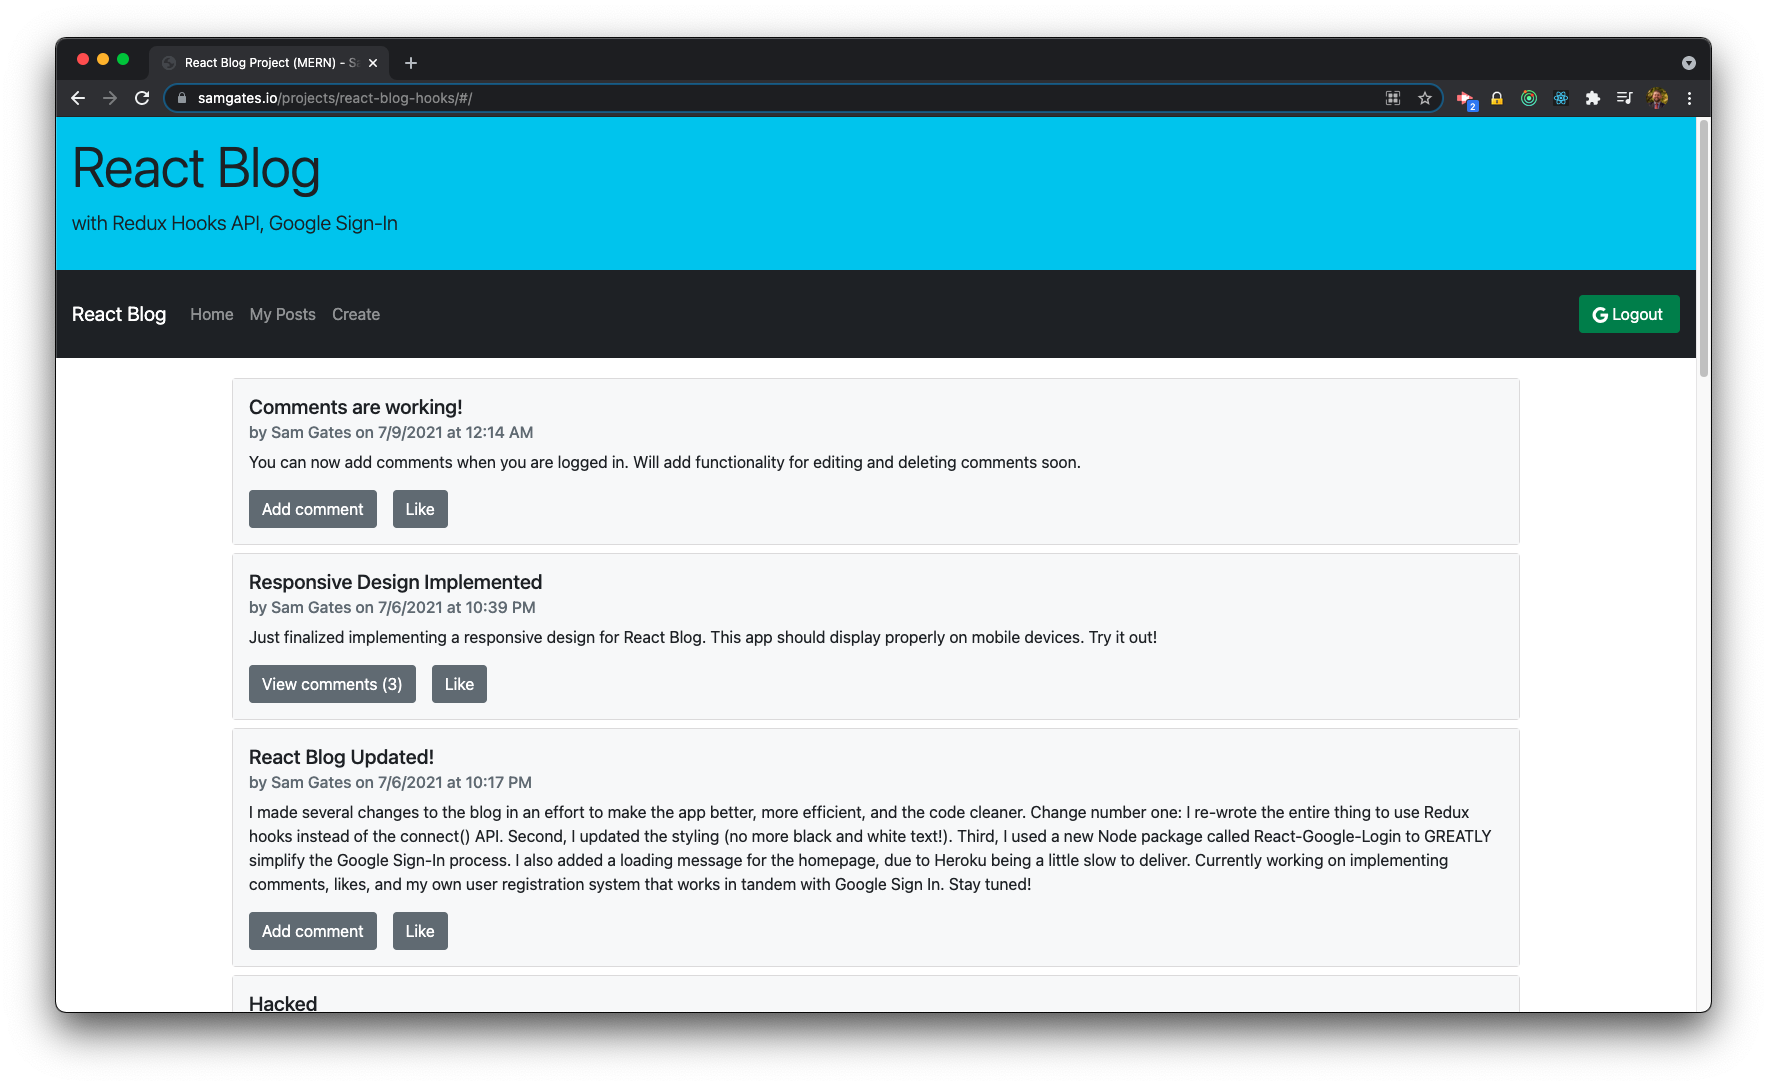 React Blog Project (MERN) - Sa
samgates.io/projects/react-blog-hooks/#/
2
React Blog
with Redux Hooks API, Google Sign-In
React Blog Home My Posts Create
G Logout
Comments are working!
by Sam Gates on 7/9/2021 at 12:14 AM
You can now add comments when you are logged in. Will add functionality for editing and deleting comments soon.
Add comment Like
Responsive Design Implemented
by Sam Gates on 7/6/2021 at 10:39 PM
Just finalized implementing a responsive design for React Blog. This app should display properly on mobile devices. Try it out!
View comments (3) Like
React Blog Updated!
by Sam Gates on 7/6/2021 at 10:17 PM
I made several changes to the blog in an effort to make the app better, more efficient, and the code cleaner. Change number one: I re-wrote the entire thing to use Redux
hooks instead of the connect() API. Second, I updated the styling (no more black and white text!). Third, I used a new Node package called React-Google-Login to GREATLY
simplify the Google Sign-In process. I also added a loading message for the homepage, due to Heroku being a little slow to deliver. Currently working on implementing
comments, likes, and my own user registration system that works in tandem with Google Sign In. Stay tuned!
Add comment Like
Hacked